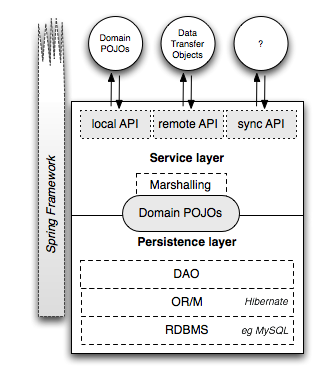 Domain
POJOs
Data
Transfer
Objects
?
local API
remote API
sync API
Service layer
Marshalling
Domain POJOs
Persistence layer
DAO
OR/M
Hibernate
RDBMS
eg MySQL
Spring Framework